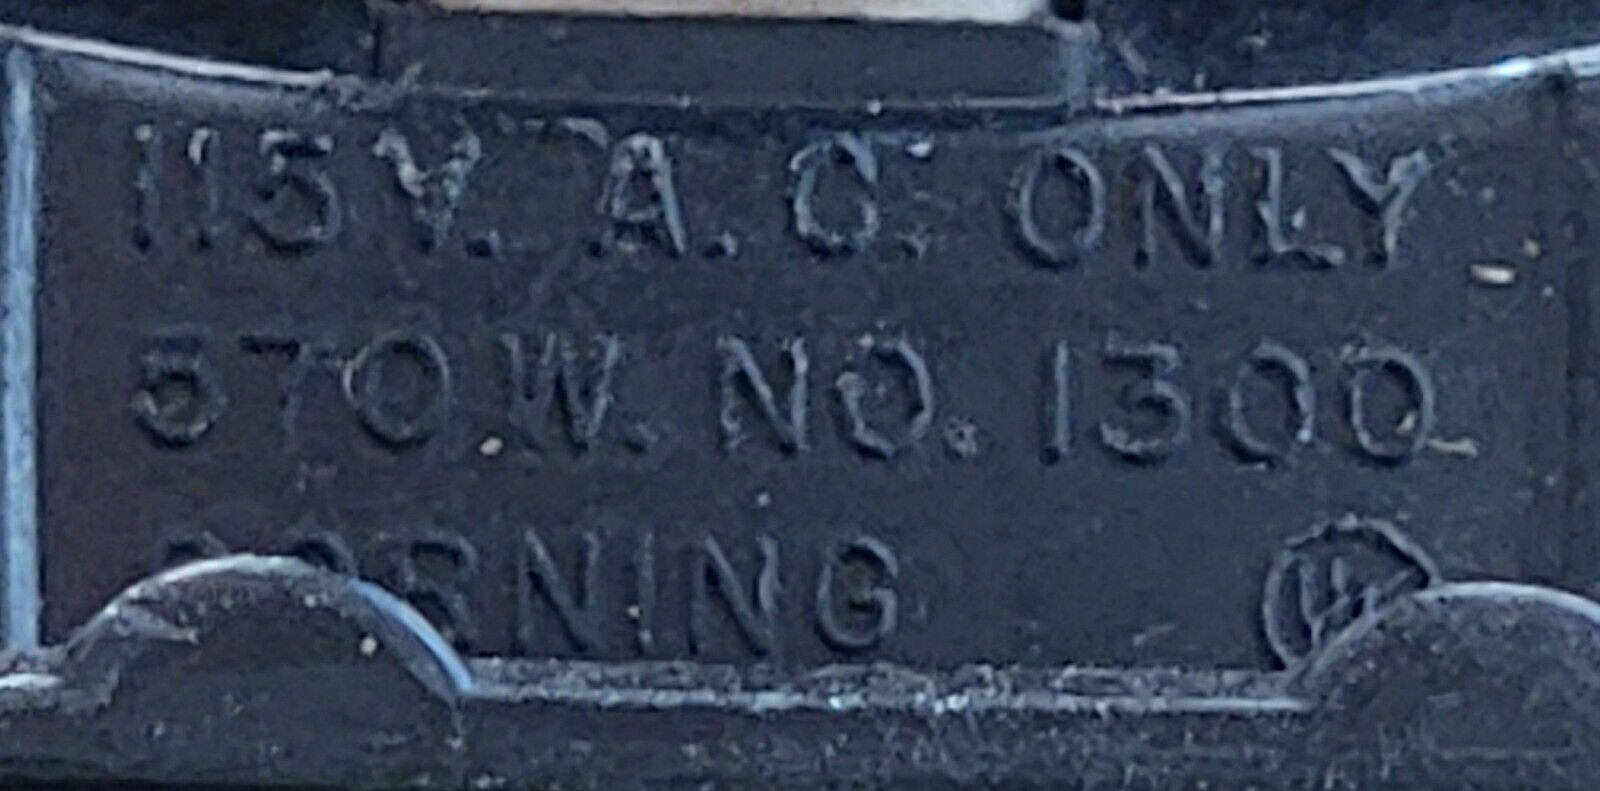 115 V. A.C. ONLY
570.W. NO. 1300
CORNING